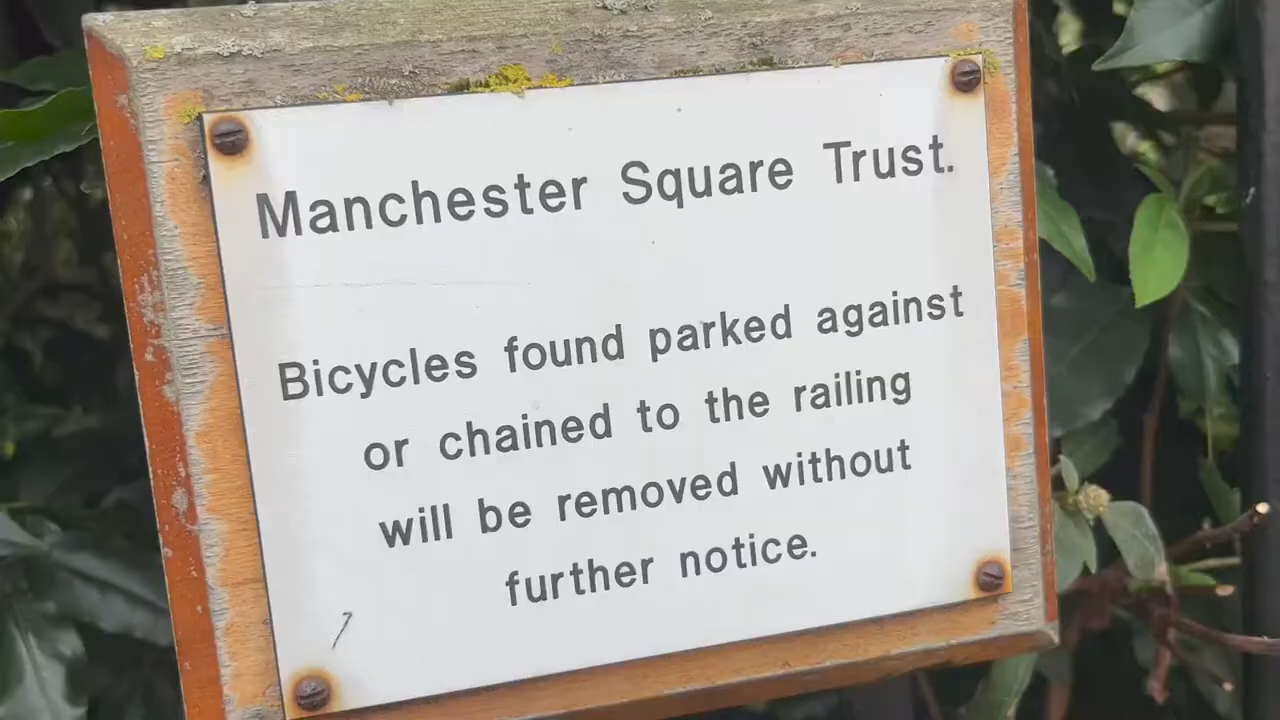 Manchester Square Trust.
Bicycles found parked against
or chained to the railing
will be removed without
further notice.